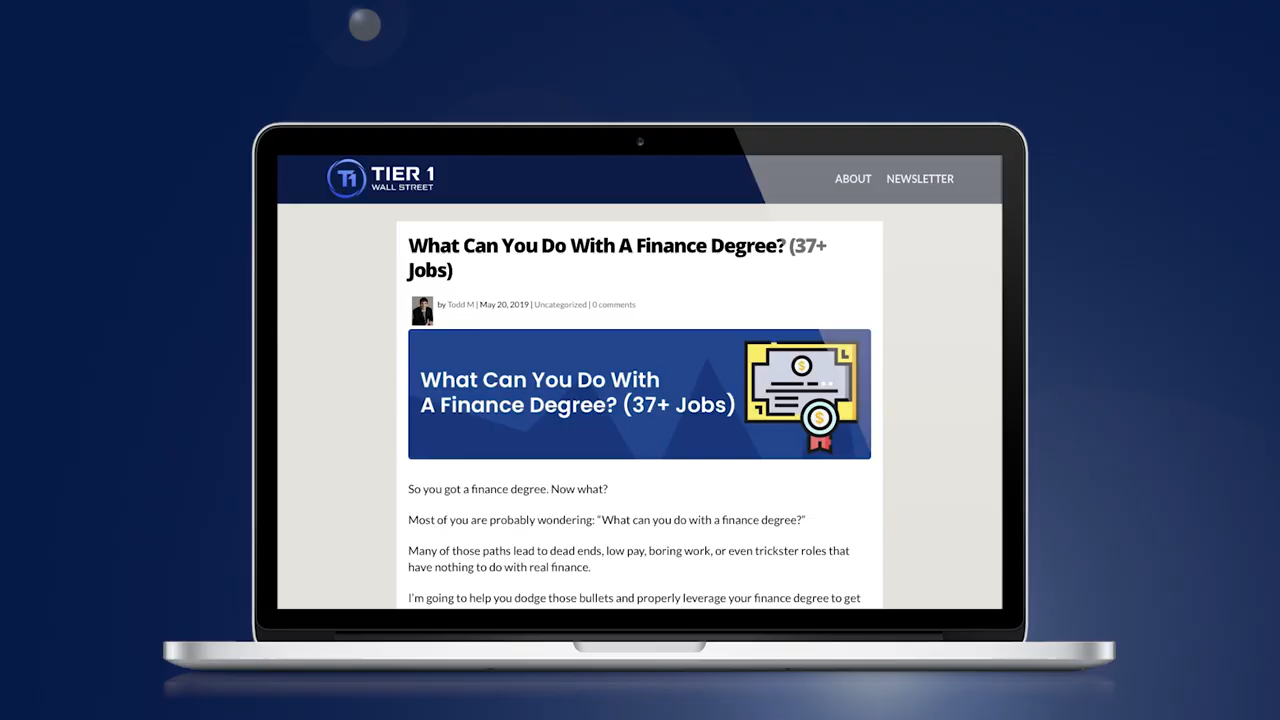 T1 TIER 1
WALL STREET
ABOUT NEWSLETTER
What Can You Do With A Finance Degree? (37+
Jobs)
by Todd M | May 20, 2019 | Uncategorized | 0 comments
What Can You Do With
A Finance Degree? (37+ Jobs)
$
$
So you got a finance degree. Now what?
Most of you are probably wondering: “What can you do with a finance degree?”
Many of those paths lead to dead ends, low pay, boring work, or even trickster roles that
have nothing to do with real finance.
I’m going to help you dodge those bullets and properly leverage your finance degree to get